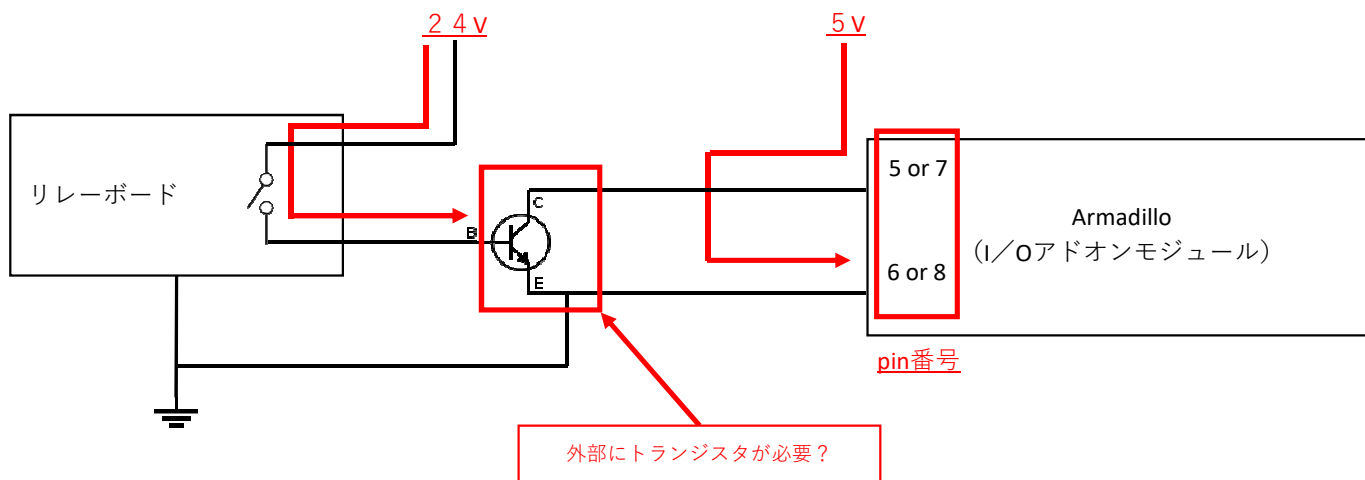 ２４V
5V
リレーボード
C
B
E
5 or 7
6 or 8
Armadillo
（I／Oアドオンモジュール）
pin番号
外部にトランジスタが必要？